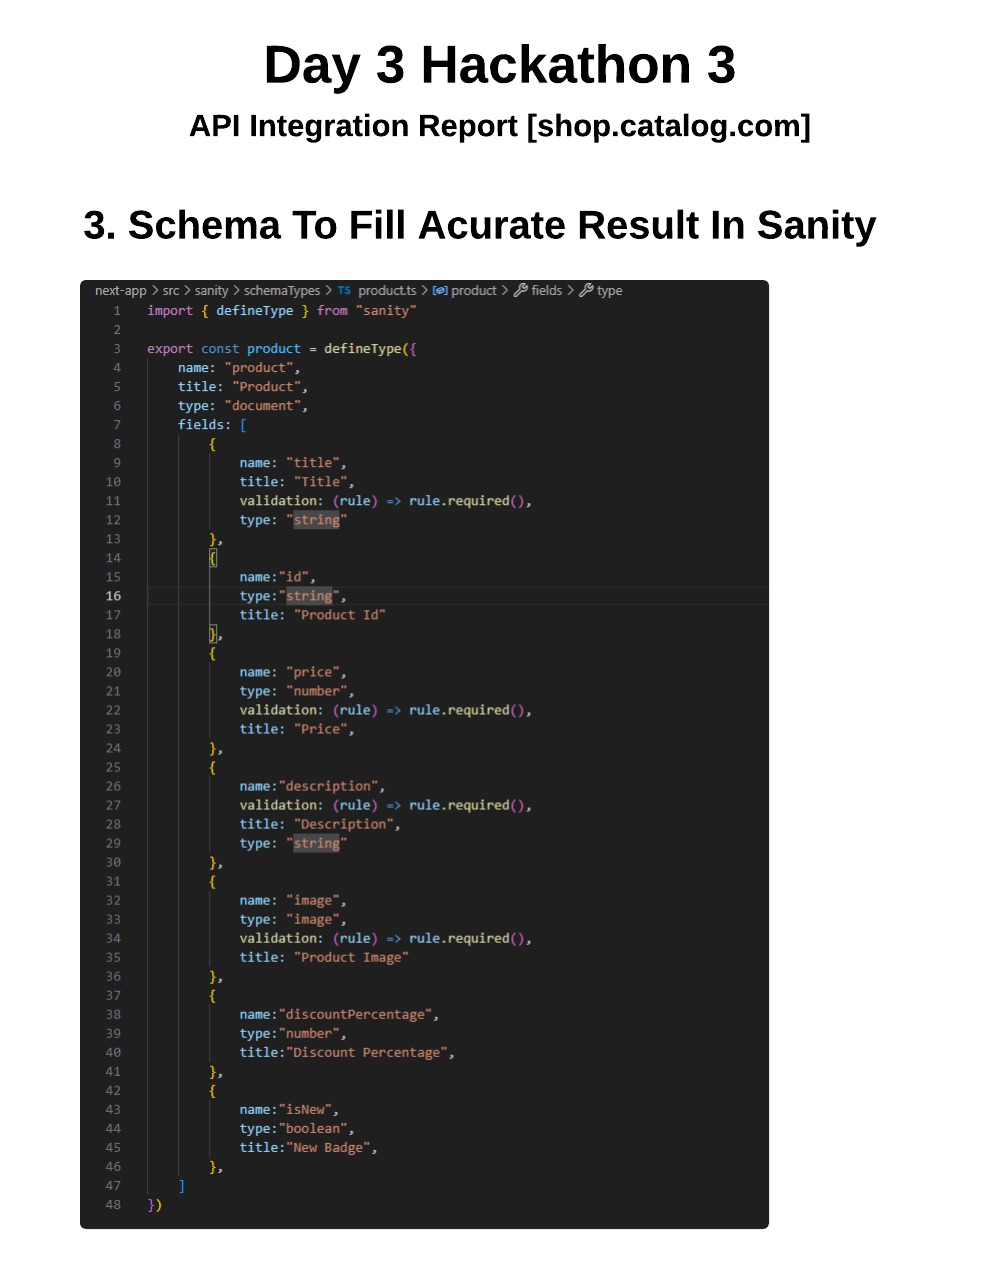 Day 3 Hackathon 3
API Integration Report [shop.catalog.com]
3. Schema To Fill Acurate Result In Sanity
next-app > src > sanity > schemaTypes > TS product.ts > product > fields > type
1 import { defineType } from "sanity"
2
3 export const product = defineType({
4     name: "product",
5     title: "Product",
6     type: "document",
7     fields: [
8         {
9             name: "title",
10             title: "Title",
11             validation: (rule) => rule.required(),
12             type: "string"
13         },
14         {
15             name:"id",
16             type:"string",
17             title: "Product Id"
18         },
19         {
20             name: "price",
21             type: "number",
22             validation: (rule) => rule.required(),
23             title: "Price",
24         },
25         {
26             name:"description",
27             validation: (rule) => rule.required(),
28             title: "Description",
29             type: "string"
30         },
31         {
32             name: "image",
33             type: "image",
34             validation: (rule) => rule.required(),
35             title: "Product Image"
36         },
37         {
38             name:"discountPercentage",
39             type:"number",
40             title:"Discount Percentage",
41         },
42         {
43             name:"isNew",
44             type:"boolean",
45             title:"New Badge",
46         },
47     ]
48 })